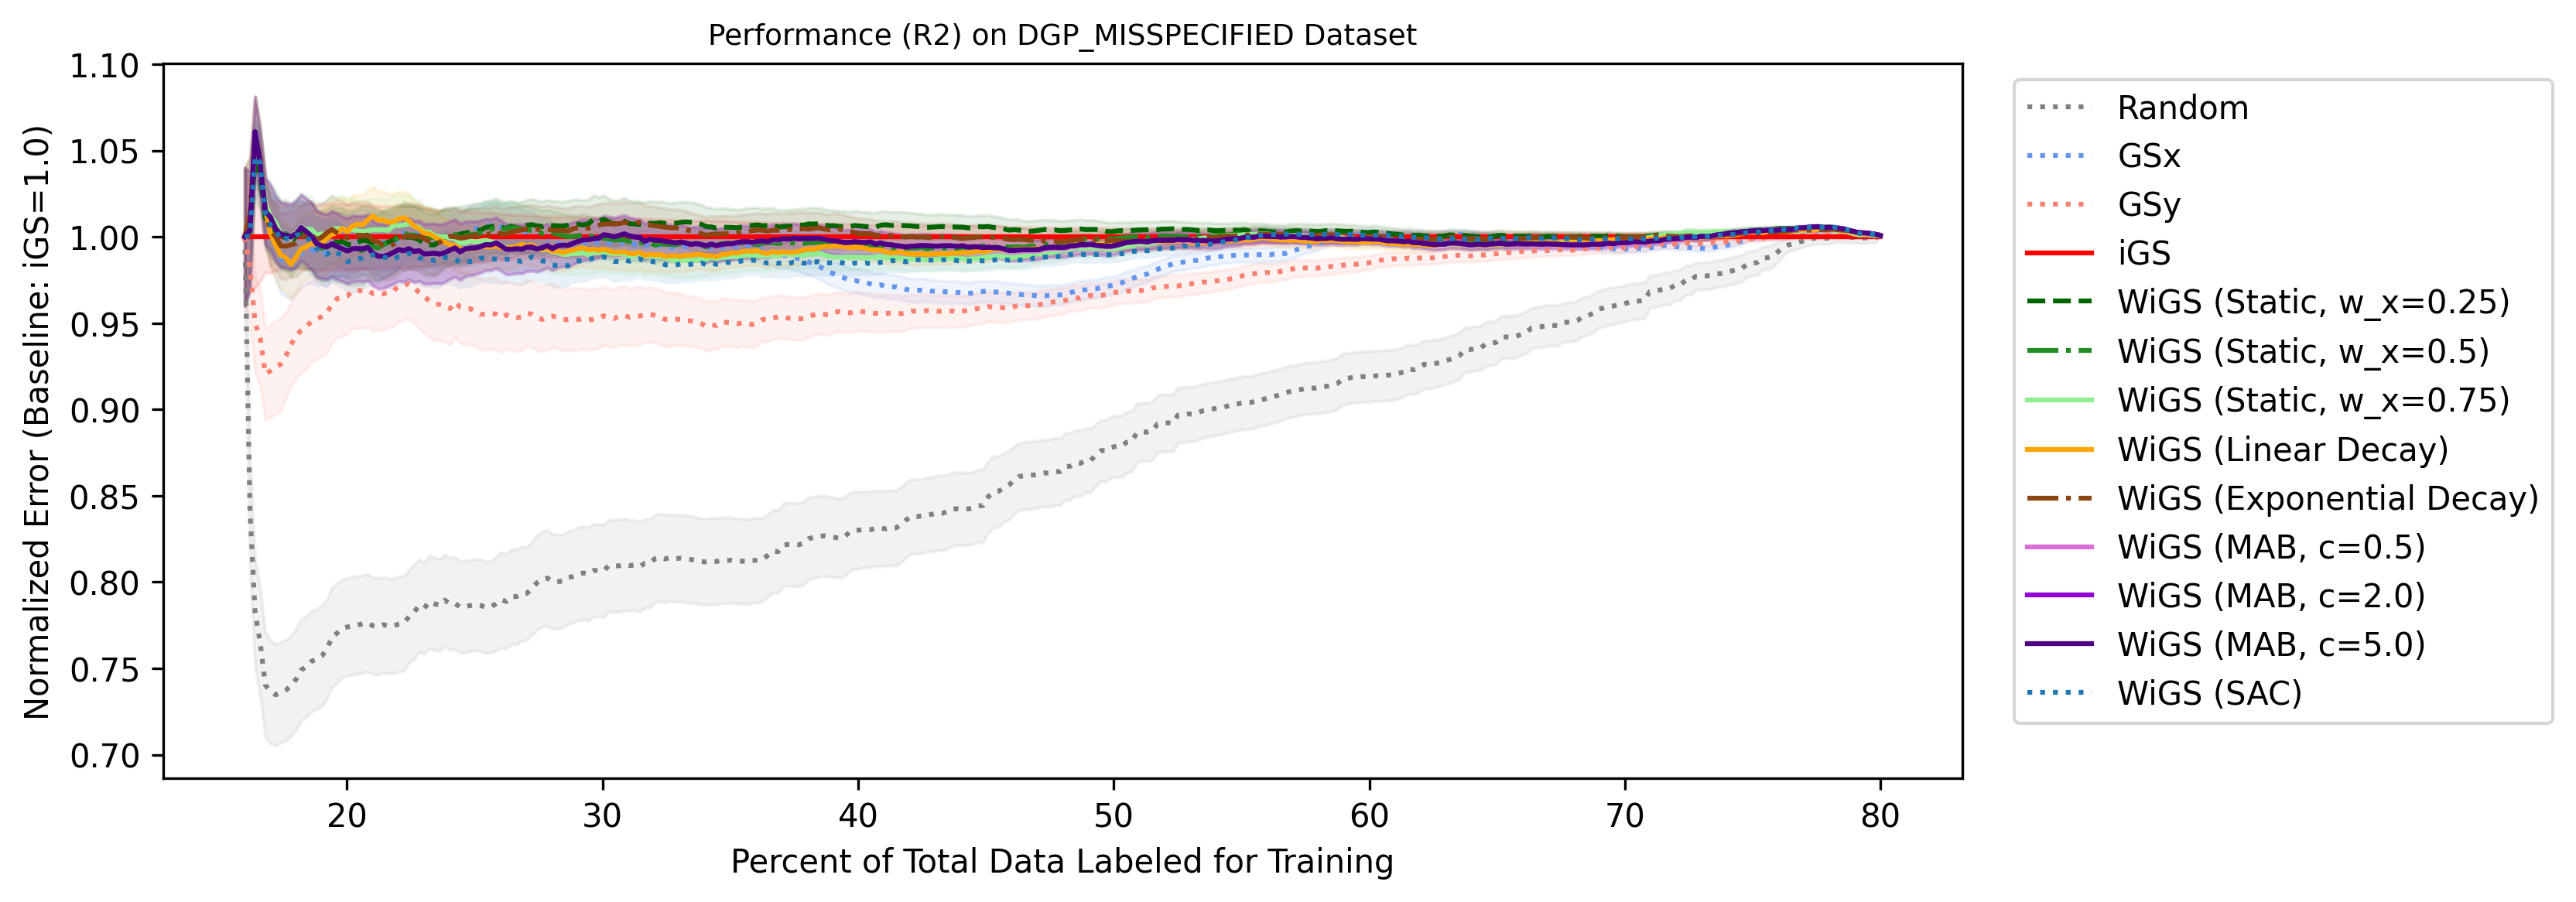 Performance (R2) on DGP_MISSPECIFIED Dataset
Normalized Error (Baseline: iGS=1.0)
1.10
1.05
1.00
0.95
0.90
0.85
0.80
0.75
0.70
20 30 40 50 60 70 80
Percent of Total Data Labeled for Training
Random
GSx
GSy
iGS
WiGS (Static, w_x=0.25)
WiGS (Static, w_x=0.5)
WiGS (Static, w_x=0.75)
WiGS (Linear Decay)
WiGS (Exponential Decay)
WiGS (MAB, c=0.5)
WiGS (MAB, c=2.0)
WiGS (MAB, c=5.0)
WiGS (SAC)